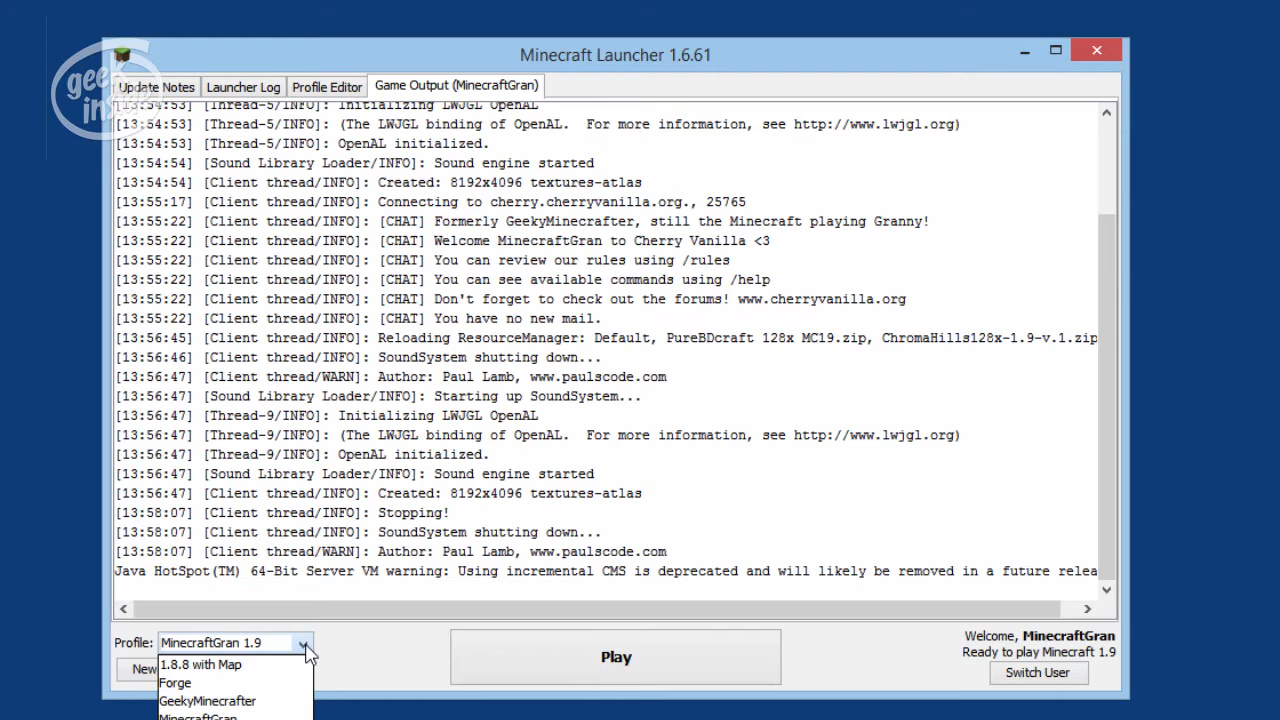 geek
inside
Minecraft Launcher 1.6.61
Update Notes
Launcher Log
Profile Editor
Game Output (MinecraftGran)
[13:54:53] [Thread-5/INFO]: Initializing LWJGL OpenAL
[13:54:53] [Thread-5/INFO]: (The LWJGL binding of OpenAL.  For more information, see http://www.lwjgl.org)
[13:54:53] [Thread-5/INFO]: OpenAL initialized.
[13:54:54] [Sound Library Loader/INFO]: Sound engine started
[13:54:54] [Client thread/INFO]: Created: 8192x4096 textures-atlas
[13:55:17] [Client thread/INFO]: Connecting to cherry.cherryvanilla.org., 25765
[13:55:22] [Client thread/INFO]: [CHAT] Formerly GeekyMinecrafter, still the Minecraft playing Granny!
[13:55:22] [Client thread/INFO]: [CHAT] Welcome MinecraftGran to Cherry Vanilla <3
[13:55:22] [Client thread/INFO]: [CHAT] You can review our rules using /rules
[13:55:22] [Client thread/INFO]: [CHAT] You can see available commands using /help
[13:55:22] [Client thread/INFO]: [CHAT] Don't forget to check out the forums! www.cherryvanilla.org
[13:55:22] [Client thread/INFO]: [CHAT] You have no new mail.
[13:56:45] [Client thread/INFO]: Reloading ResourceManager: Default, PureBDcraft 128x MC19.zip, ChromaHills128x-1.9-v.1.zip
[13:56:46] [Client thread/INFO]: SoundSystem shutting down...
[13:56:47] [Client thread/WARN]: Author: Paul Lamb, www.paulscode.com
[13:56:47] [Sound Library Loader/INFO]: Starting up SoundSystem...
[13:56:47] [Thread-9/INFO]: Initializing LWJGL OpenAL
[13:56:47] [Thread-9/INFO]: (The LWJGL binding of OpenAL.  For more information, see http://www.lwjgl.org)
[13:56:47] [Thread-9/INFO]: OpenAL initialized.
[13:56:47] [Sound Library Loader/INFO]: Sound engine started
[13:56:47] [Client thread/INFO]: Created: 8192x4096 textures-atlas
[13:58:07] [Client thread/INFO]: Stopping!
[13:58:07] [Client thread/INFO]: SoundSystem shutting down...
[13:58:07] [Client thread/WARN]: Author: Paul Lamb, www.paulscode.com
Java HotSpot(TM) 64-Bit Server VM warning: Using incremental CMS is deprecated and will likely be removed in a future relea
Profile: MinecraftGran 1.9
New
1.8.8 with Map
Forge
GeekyMinecrafter
MinecraftGran
Play
Welcome, MinecraftGran
Ready to play Minecraft 1.9
Switch User